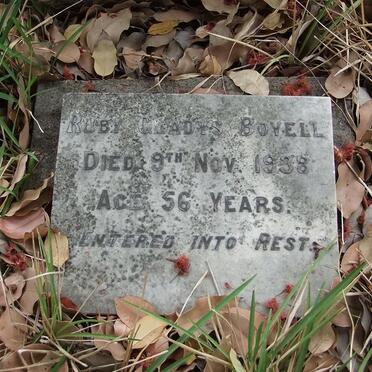 RUBY GLADYS BOVELL
DIED 9TH NOV. 1938
AGE 56 YEARS.
ENTERED INTO REST.